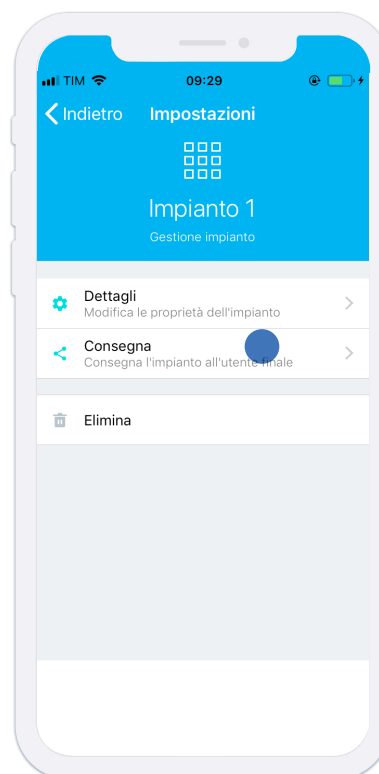 TIM 09:29
Indietro Impostazioni
Impianto 1
Gestione impianto
Dettagli
Modifica le proprietà dell'impianto
Consegna
Consegna l'impianto all'utente finale
Elimina